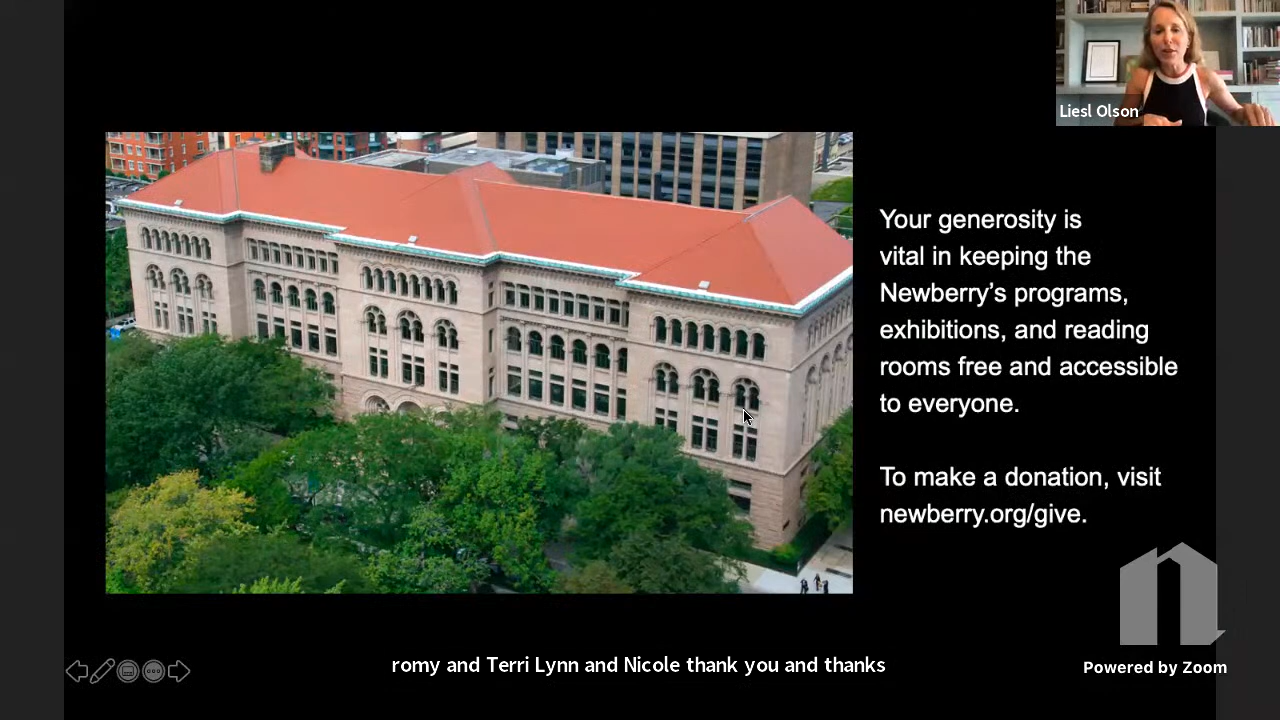 Liesl Olson
Your generosity is
vital in keeping the
Newberry’s programs,
exhibitions, and reading
rooms free and accessible
to everyone.
To make a donation, visit
newberry.org/give.
romy and Terri Lynn and Nicole thank you and thanks
Powered by Zoom